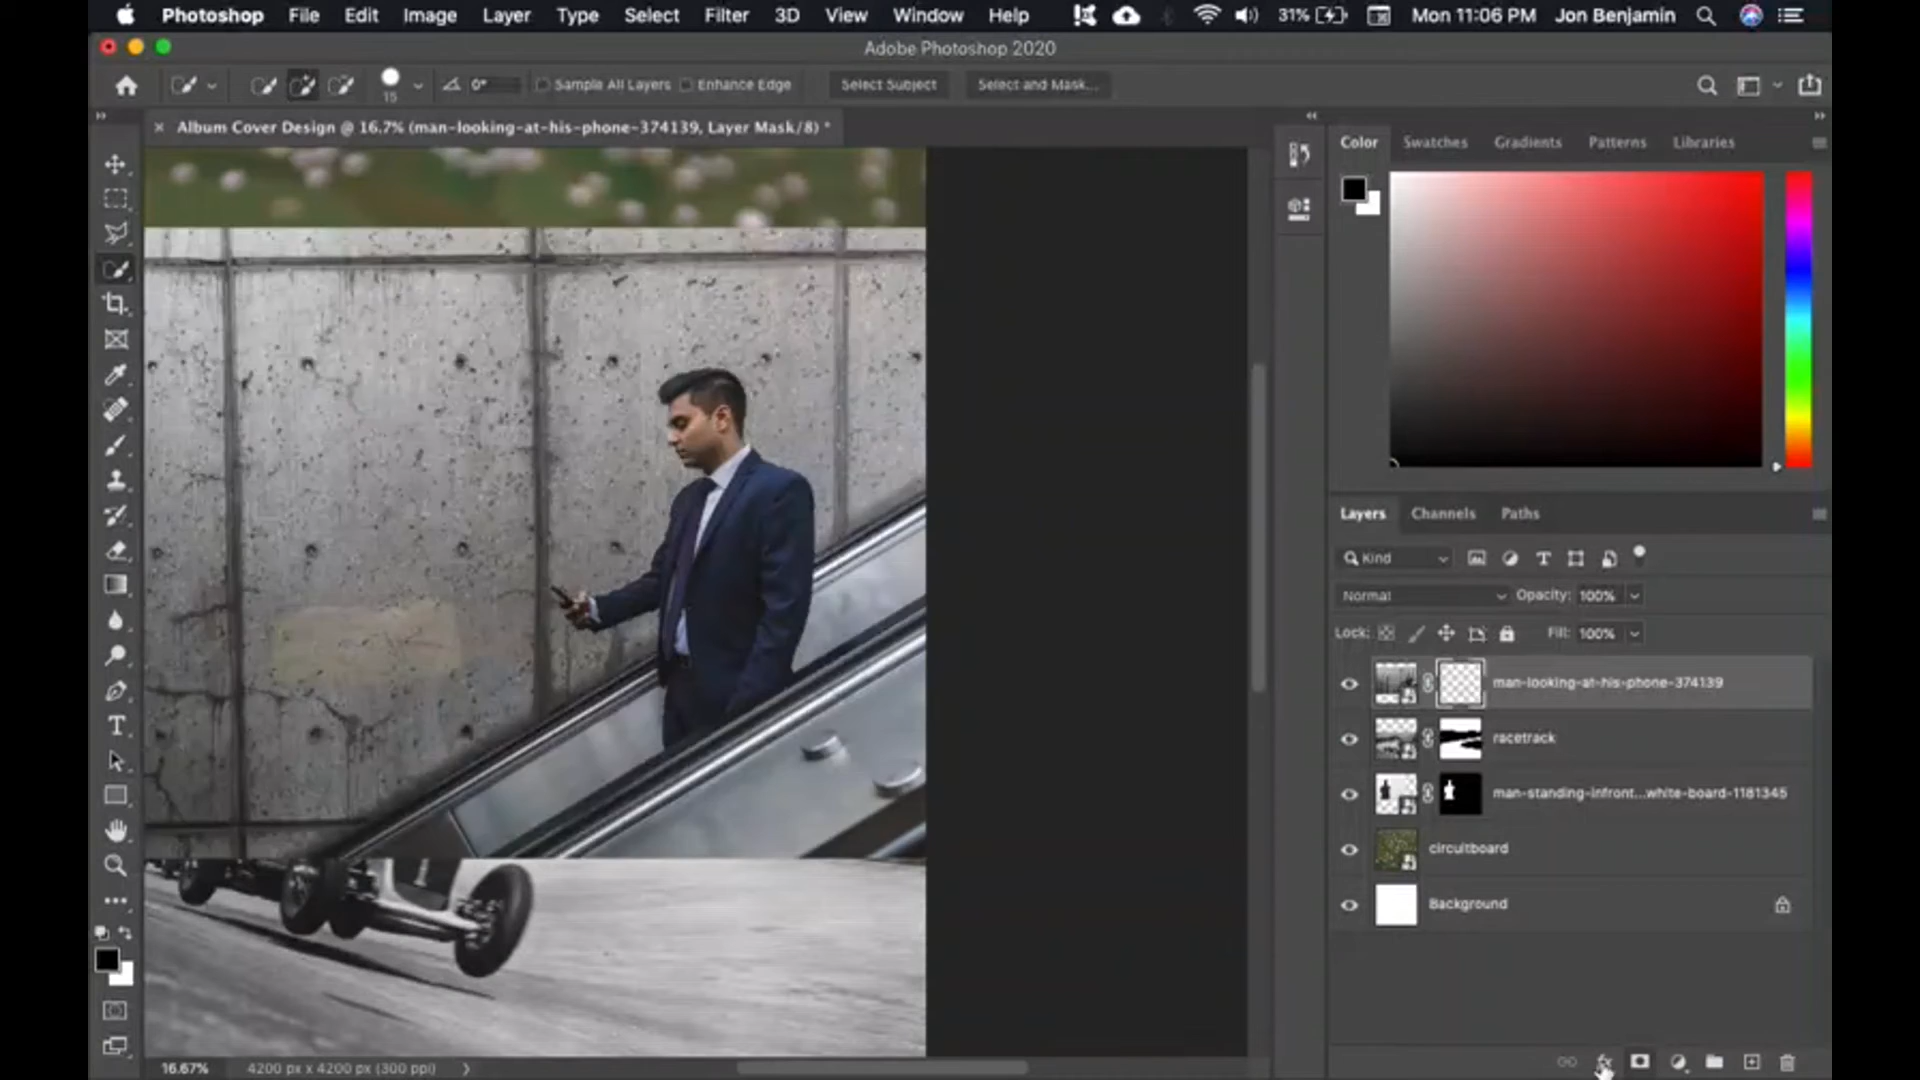 Photoshop File Edit Image Layer Type Select Filter 3D View Window Help 31% Mon 11:06 PM Jon Benjamin
Adobe Photoshop 2020
15 0° Sample All Layers Enhance Edge Select Subject Select and Mask...
Album Cover Design @ 16.7% (man-looking-at-his-phone-374139, Layer Mask/8) *
Color Swatches Gradients Patterns Libraries
Layers Channels Paths
Kind
Normal Opacity: 100%
Lock: Fill: 100%
man-looking-at-his-phone-374139
racetrack
man-standing-infront...white-board-1181345
circuitboard
Background
16.67% 4200 px x 4200 px (300 ppi)